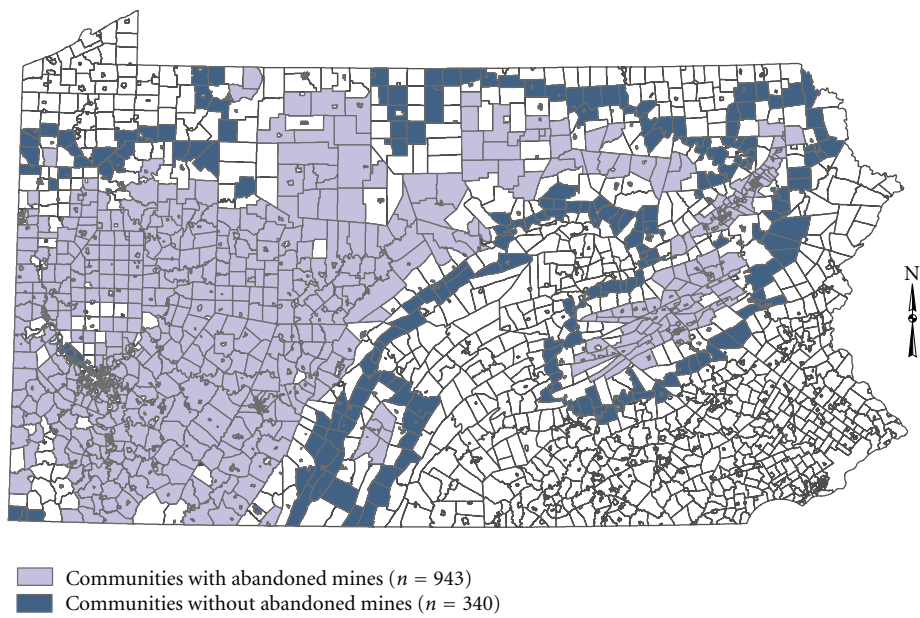 N
Communities with abandoned mines (n = 943)
Communities without abandoned mines (n = 340)